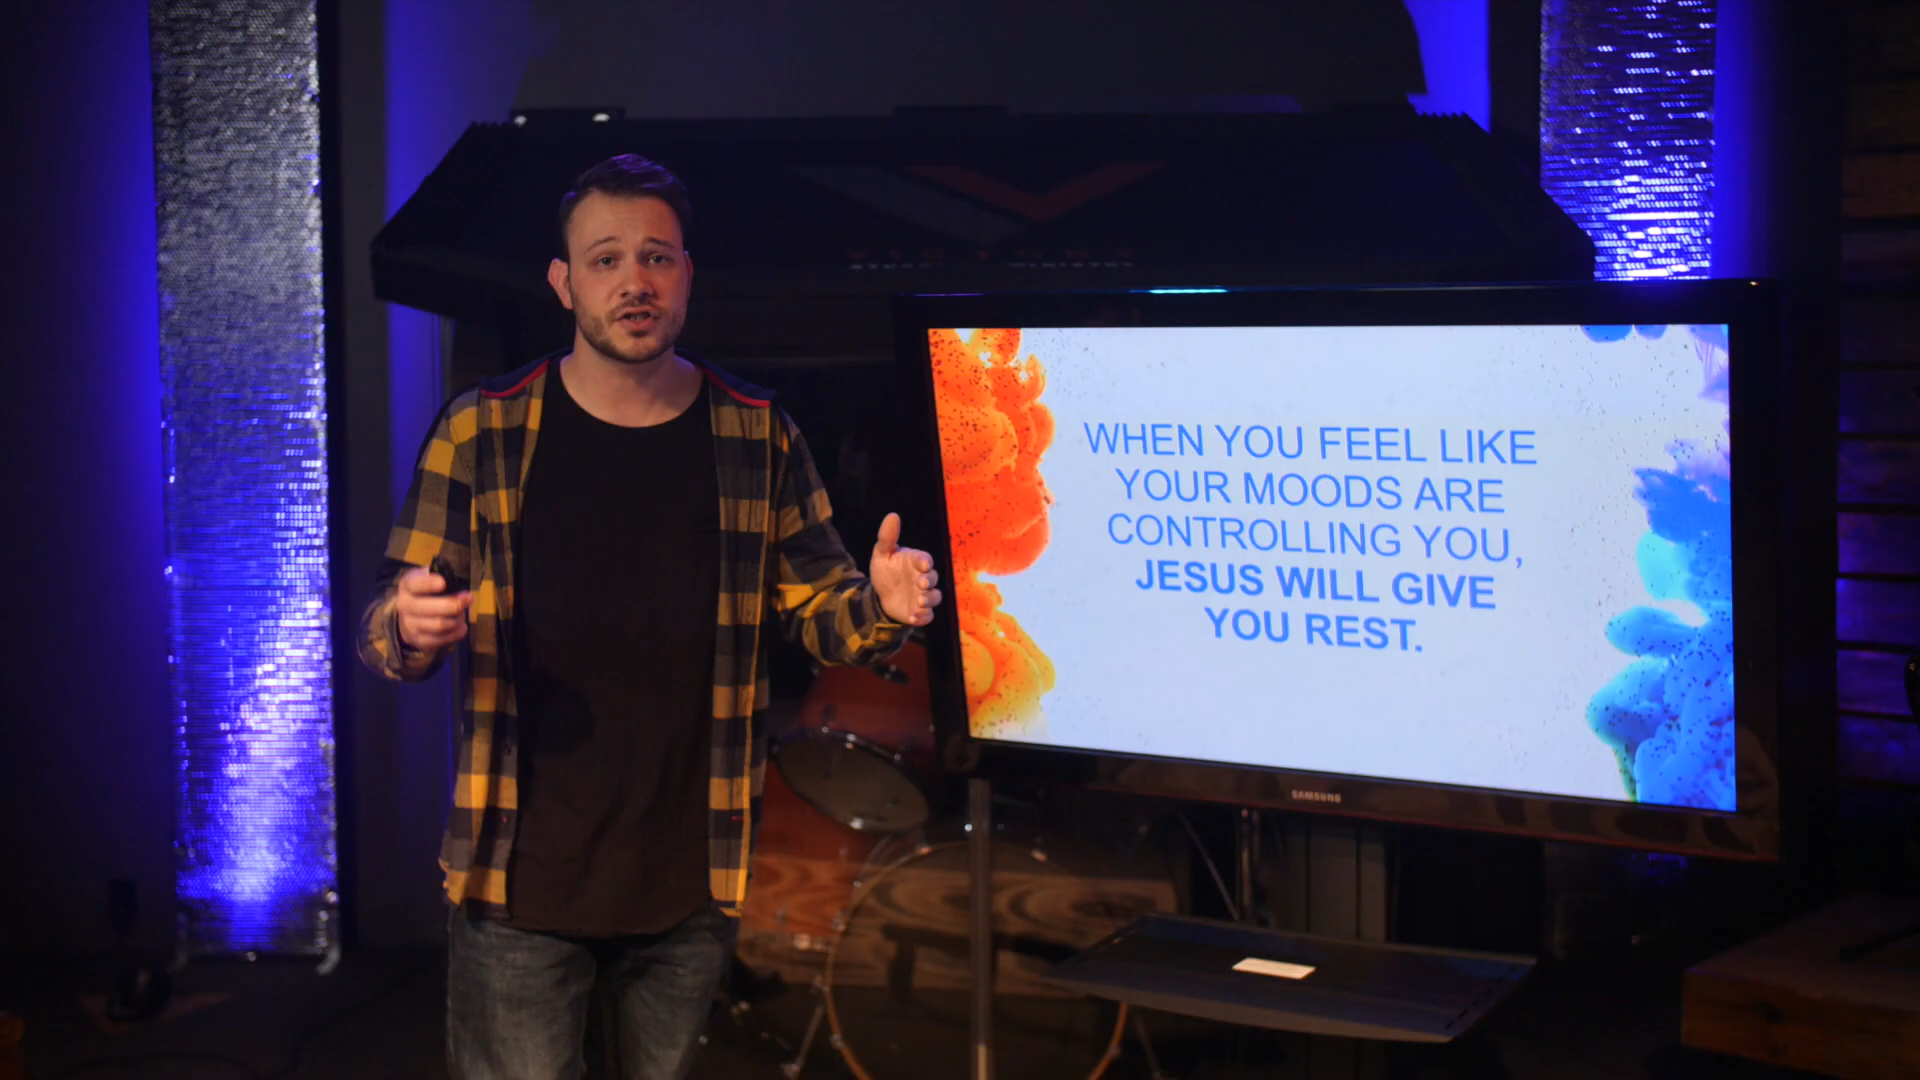 WHEN YOU FEEL LIKE
YOUR MOODS ARE
CONTROLLING YOU,
JESUS WILL GIVE
YOU REST.
SAMSUNG